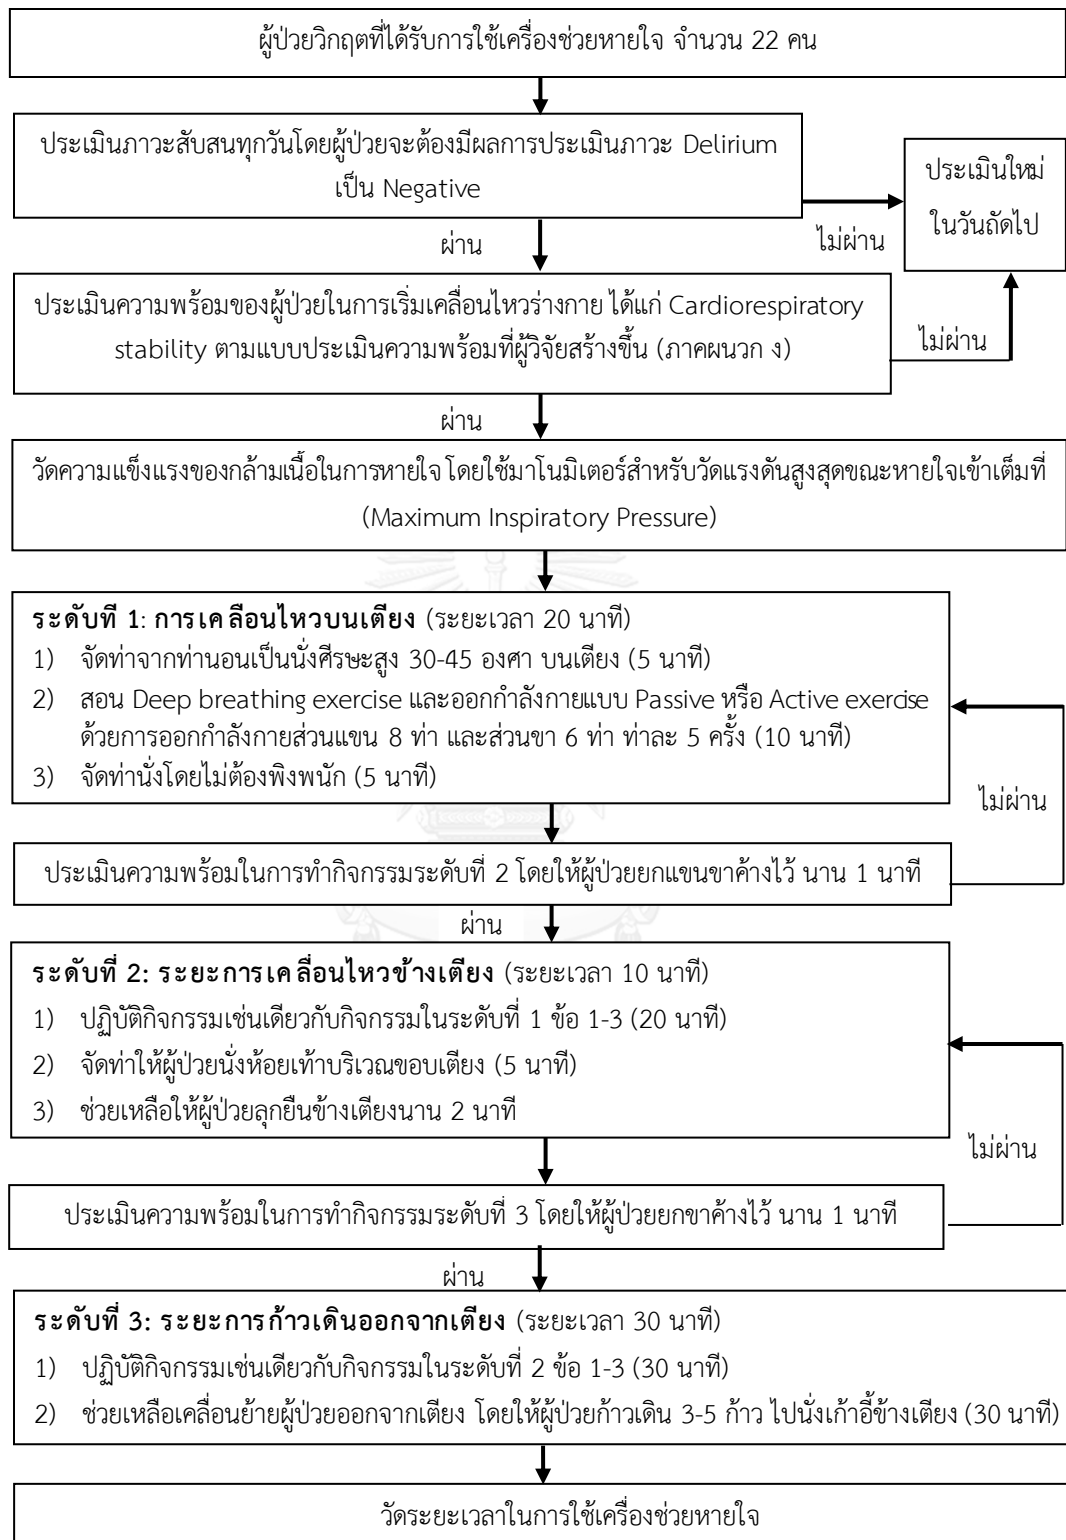 ผู้ป่วยวิกฤตที่ได้รับการใช้เครื่องช่วยหายใจ จำนวน 22 คน
ประเมินภาวะสับสนทุกวันโดยผู้ป่วยจะต้องมีผลการประเมินภาวะ Delirium
เป็น Negative
ประเมินใหม่
ในวันถัดไป
ผ่าน
ไม่ผ่าน
ประเมินความพร้อมของผู้ป่วยในการเริ่มเคลื่อนไหวร่างกาย ได้แก่ Cardiorespiratory
stability ตามแบบประเมินความพร้อมที่ผู้วิจัยสร้างขึ้น (ภาคผนวก ง)
ไม่ผ่าน
ผ่าน
วัดความแข็งแรงของกล้ามเนื้อในการหายใจ โดยใช้มาโนมิเตอร์สำหรับวัดแรงดันสูงสุดขณะหายใจเข้าเต็มที่
(Maximum Inspiratory Pressure)
ระดับที่ 1: การเคลื่อนไหวบนเตียง (ระยะเวลา 20 นาที)
1) จัดท่าจากท่านอนเป็นนั่งศีรษะสูง 30-45 องศา บนเตียง (5 นาที)
2) สอน Deep breathing exercise และออกกำลังกายแบบ Passive หรือ Active exercise
ด้วยการออกกำลังกายส่วนแขน 8 ท่า และส่วนขา 6 ท่า ท่าละ 5 ครั้ง (10 นาที)
3) จัดท่านั่งโดยไม่ต้องพิงพนัก (5 นาที)
ไม่ผ่าน
ประเมินความพร้อมในการทำกิจกรรมระดับที่ 2 โดยให้ผู้ป่วยยกแขนขาค้างไว้ นาน 1 นาที
ผ่าน
ระดับที่ 2: ระยะการเคลื่อนไหวข้างเตียง (ระยะเวลา 10 นาที)
1) ปฏิบัติกิจกรรมเช่นเดียวกับกิจกรรมในระดับที่ 1 ข้อ 1-3 (20 นาที)
2) จัดท่าให้ผู้ป่วยนั่งห้อยเท้าบริเวณขอบเตียง (5 นาที)
3) ช่วยเหลือให้ผู้ป่วยลุกยืนข้างเตียงนาน 2 นาที
ไม่ผ่าน
ประเมินความพร้อมในการทำกิจกรรมระดับที่ 3 โดยให้ผู้ป่วยยกขาค้างไว้ นาน 1 นาที
ผ่าน
ระดับที่ 3: ระยะการก้าวเดินออกจากเตียง (ระยะเวลา 30 นาที)
1) ปฏิบัติกิจกรรมเช่นเดียวกับกิจกรรมในระดับที่ 2 ข้อ 1-3 (30 นาที)
2) ช่วยเหลือเคลื่อนย้ายผู้ป่วยออกจากเตียง โดยให้ผู้ป่วยก้าวเดิน 3-5 ก้าว ไปนั่งเก้าอี้ข้างเตียง (30 นาที)
วัดระยะเวลาในการใช้เครื่องช่วยหายใจ